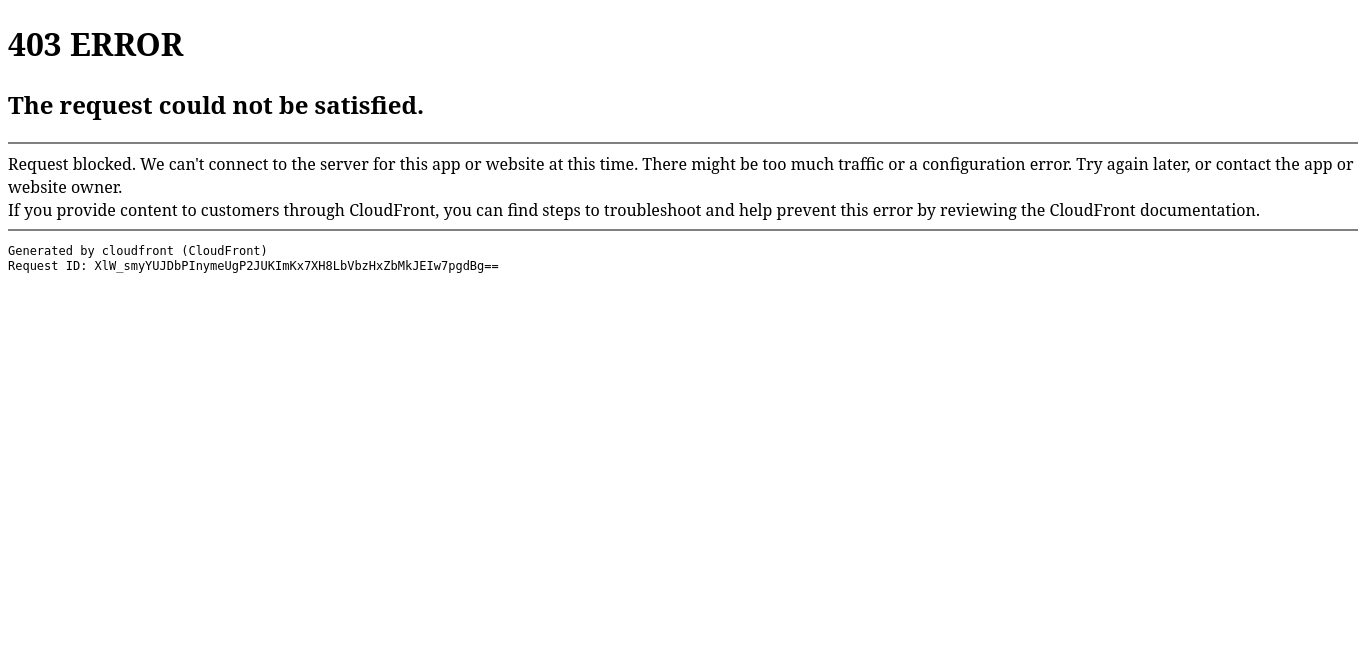 403 ERROR
The request could not be satisfied.
Request blocked. We can't connect to the server for this app or website at this time. There might be too much traffic or a configuration error. Try again later, or contact the app or
website owner.
If you provide content to customers through CloudFront, you can find steps to troubleshoot and help prevent this error by reviewing the CloudFront documentation.
Generated by cloudfront (CloudFront)
Request ID: XlW_smyYUJDbPInymeUgP2JUKImKx7XH8LbVbzHxZbMkJEIw7pgdBg==